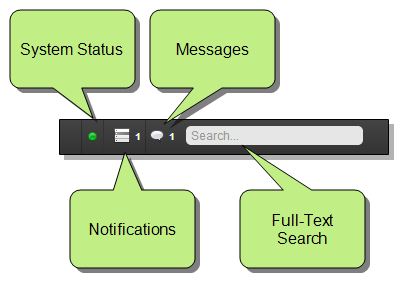 System Status
Messages
1
1
Search...
Notifications
Full-Text
Search